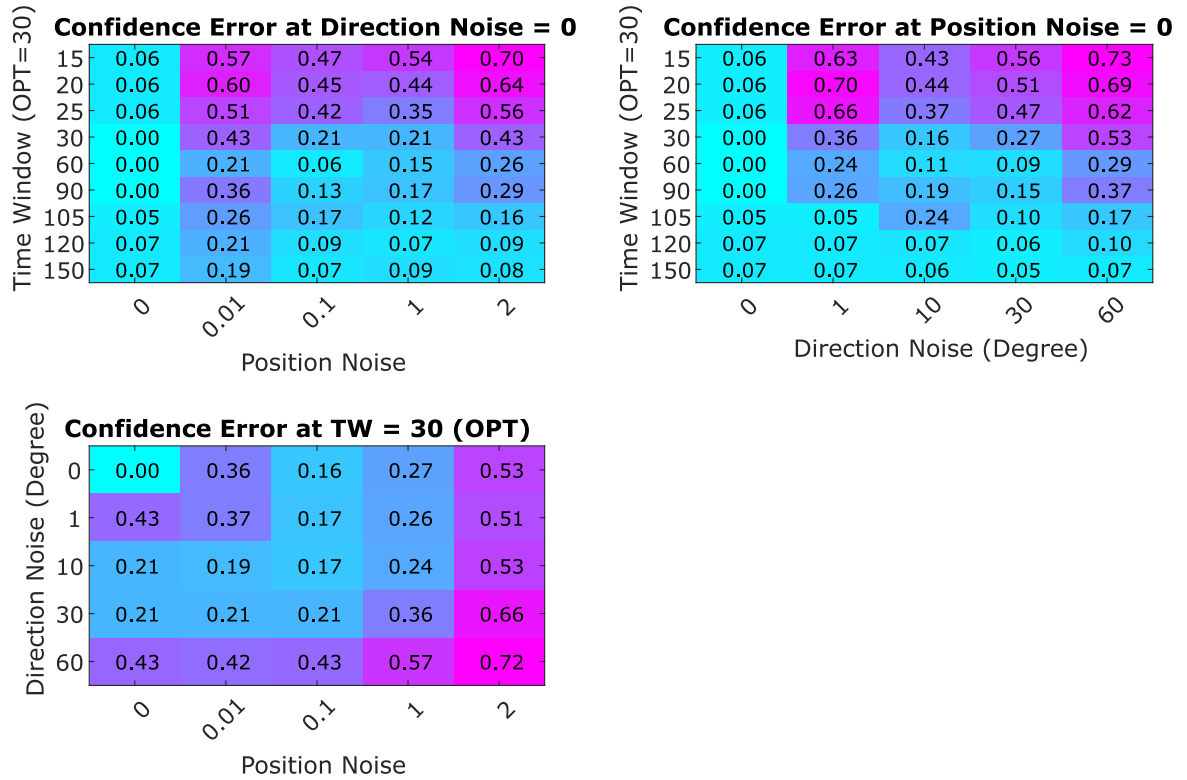 Confidence Error at Direction Noise = 0
Time Window (OPT=30)
15 0.06 0.57 0.47 0.54 0.70
20 0.06 0.60 0.45 0.44 0.64
25 0.06 0.51 0.42 0.35 0.56
30 0.00 0.43 0.21 0.21 0.43
60 0.00 0.21 0.06 0.15 0.26
90 0.00 0.36 0.13 0.17 0.29
105 0.05 0.26 0.17 0.12 0.16
120 0.07 0.21 0.09 0.07 0.09
150 0.07 0.19 0.07 0.09 0.08
0 0.01 0.1 1 2
Position Noise
Confidence Error at Position Noise = 0
Time Window (OPT=30)
15 0.06 0.63 0.43 0.56 0.73
20 0.06 0.70 0.44 0.51 0.69
25 0.06 0.66 0.37 0.47 0.62
30 0.00 0.36 0.16 0.27 0.53
60 0.00 0.24 0.11 0.09 0.29
90 0.00 0.26 0.19 0.15 0.37
105 0.05 0.05 0.24 0.10 0.17
120 0.07 0.07 0.07 0.06 0.10
150 0.07 0.07 0.06 0.05 0.07
0 1 10 30 60
Direction Noise (Degree)
Confidence Error at TW = 30 (OPT)
Direction Noise (Degree)
0 0.00 0.36 0.16 0.27 0.53
1 0.43 0.37 0.17 0.26 0.51
10 0.21 0.19 0.17 0.24 0.53
30 0.21 0.21 0.21 0.36 0.66
60 0.43 0.42 0.43 0.57 0.72
0 0.01 0.1 1 2
Position Noise